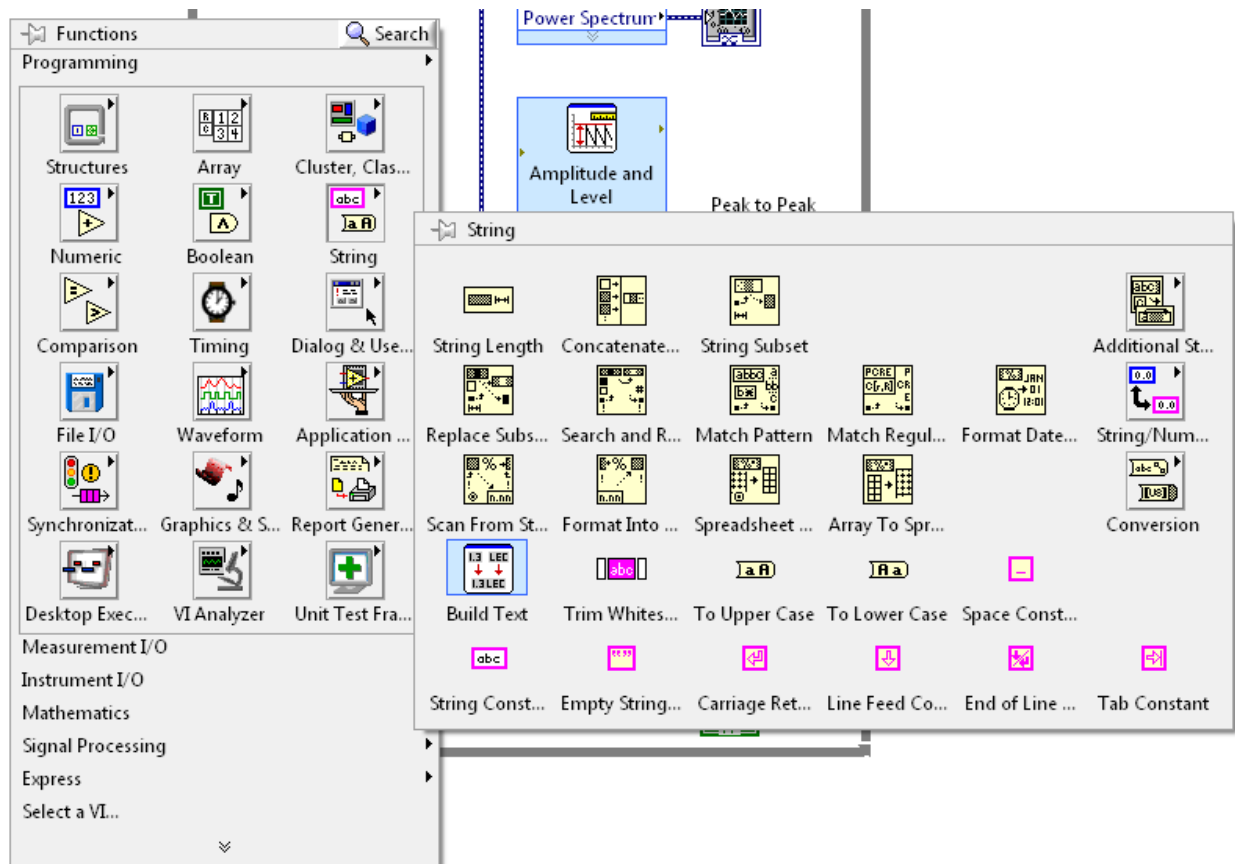 Functions
Search
Programming
Structures
Array
Cluster, Clas...
Numeric
Boolean
String
Comparison
Timing
Dialog & Use...
File I/O
Waveform
Application ...
Synchronizat...
Graphics & S...
Report Gener...
Desktop Exec...
VI Analyzer
Unit Test Fra...
Measurement I/O
Instrument I/O
Mathematics
Signal Processing
Express
Select a VI...
Power Spectrum
Amplitude and
Level
Peak to Peak
String
String Length
Concatenate...
String Subset
Additional St...
Replace Subs...
Search and R...
Match Pattern
Match Regul...
Format Date...
String/Num...
Scan From St...
Format Into ...
Spreadsheet ...
Array To Spr...
Conversion
Build Text
Trim Whites...
To Upper Case
To Lower Case
Space Const...
String Const...
Empty String...
Carriage Ret...
Line Feed Co...
End of Line ...
Tab Constant